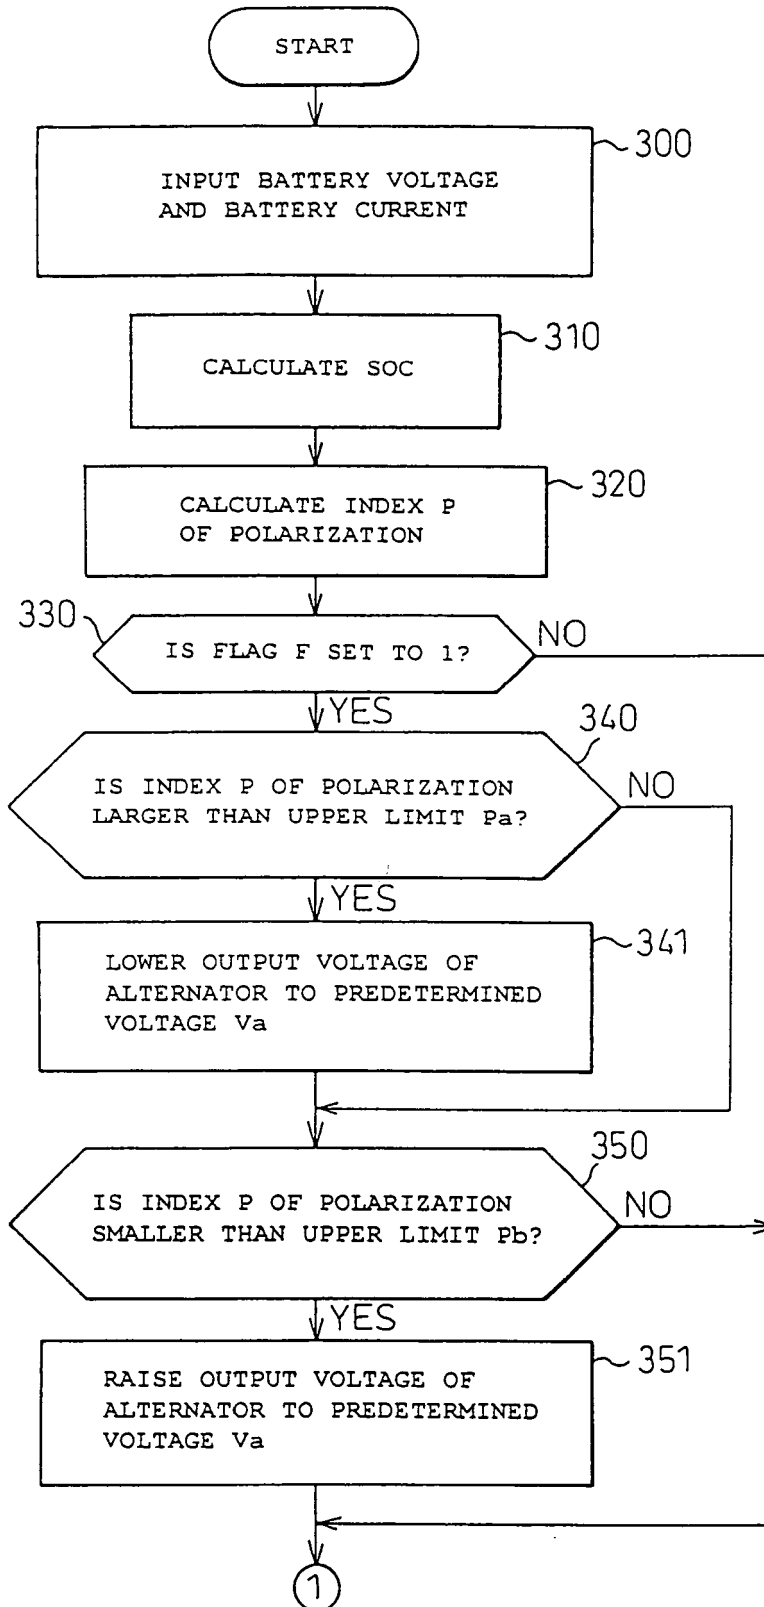 START
INPUT BATTERY VOLTAGE
AND BATTERY CURRENT
300
CALCULATE SOC
310
CALCULATE INDEX P
OF POLARIZATION
320
330
IS FLAG F SET TO 1?
NO
YES
340
IS INDEX P OF POLARIZATION
LARGER THAN UPPER LIMIT Pa?
NO
YES
LOWER OUTPUT VOLTAGE OF
ALTERNATOR TO PREDETERMINED
VOLTAGE Va
341
350
IS INDEX P OF POLARIZATION
SMALLER THAN UPPER LIMIT Pb?
NO
YES
RAISE OUTPUT VOLTAGE OF
ALTERNATOR TO PREDETERMINED
VOLTAGE Va
351
1